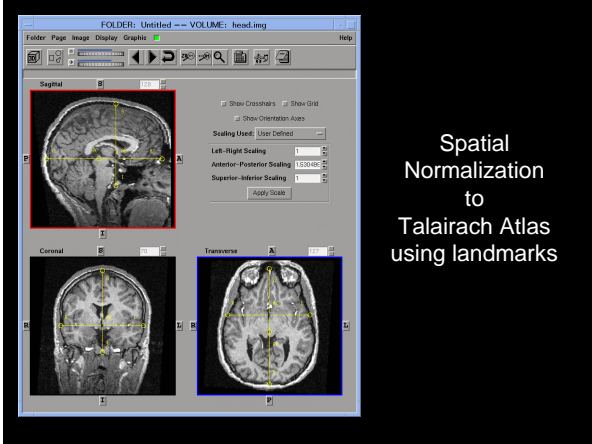 FOLDER: Untitled -- VOLUME: head.img
Folder Page Image Display Graphic Help
3D
Sagittal S 128
Show Crosshairs Show Grid
Show Orientation Axes
Scaling Used: User Defined
Left-Right Scaling 1
Anterior-Posterior Scaling 1.530486
Superior-Inferior Scaling 1
Apply Scale
P A
I
Coronal S 70
Transverse A 127
R L R L
I P
Spatial
Normalization
to
Talairach Atlas
using landmarks